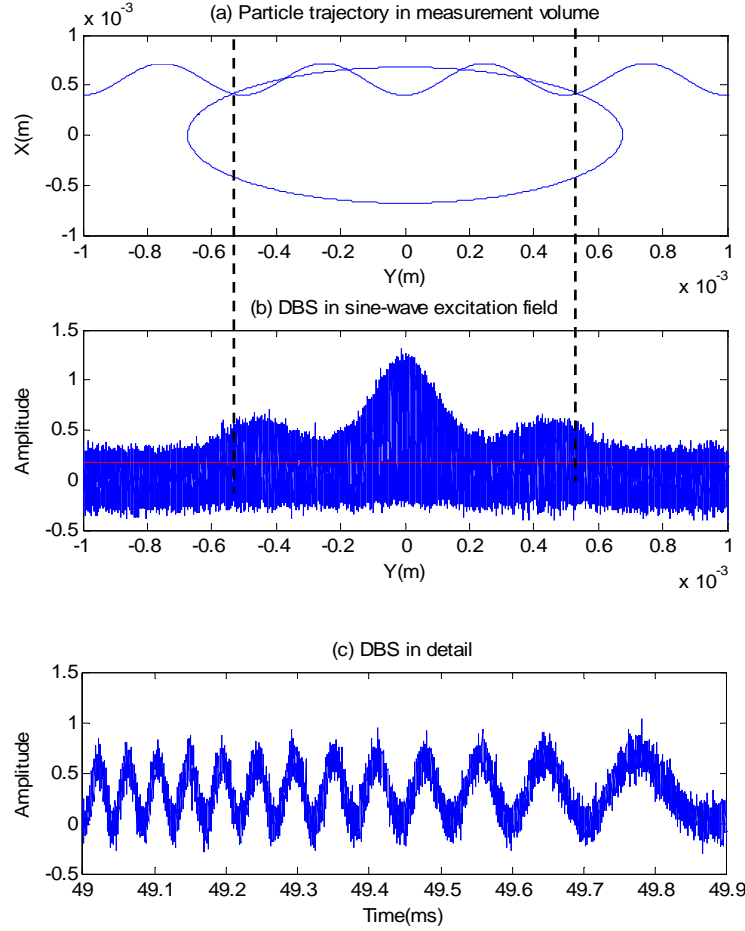 (a) Particle trajectory in measurement volume
x 10-3
1
0.5
0
-0.5
-1
X(m)
-1 -0.8 -0.6 -0.4 -0.2 0 0.2 0.4 0.6 0.8 1
Y(m)
x 10-3
(b) DBS in sine-wave excitation field
1.5
1
0.5
0
-0.5
Amplitude
-1 -0.8 -0.6 -0.4 -0.2 0 0.2 0.4 0.6 0.8 1
Y(m)
x 10-3
(c) DBS in detail
1.5
1
0.5
0
-0.5
Amplitude
49 49.1 49.2 49.3 49.4 49.5 49.6 49.7 49.8 49.9
Time(ms)